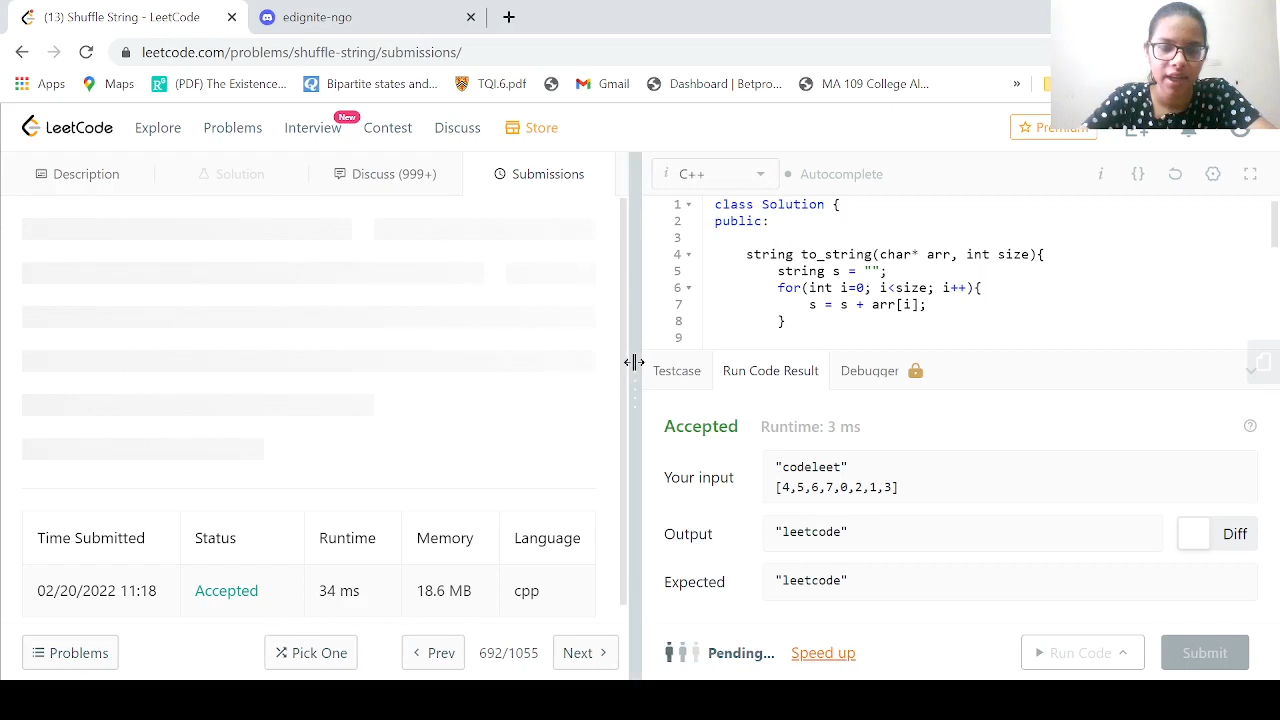 (13) Shuffle String - LeetCode
edignite-ngo
leetcode.com/problems/shuffle-string/submissions/
Apps Maps (PDF) The Existence... Bipartite states and... QL6.pdf Gmail Dashboard | Betpro... MA 109 College Al... »
LeetCode Explore Problems Interview New Contest Discuss Store Premium
Description Solution Discuss (999+) Submissions
i C++ Autocomplete
1 class Solution {
2 public:
3
4 string to_string(char* arr, int size){
5 string s = "";
6 for(int i=0; i<size; i++){
7 s = s + arr[i];
8 }
9
Testcase Run Code Result Debugger
Accepted Runtime: 3 ms
Your input "codeleet"
[4,5,6,7,0,2,1,3]
Output "leetcode" Diff
Expected "leetcode"
Time Submitted Status Runtime Memory Language
02/20/2022 11:18 Accepted 34 ms 18.6 MB cpp
Problems Pick One Prev 692/1055 Next
Pending... Speed up Run Code Submit